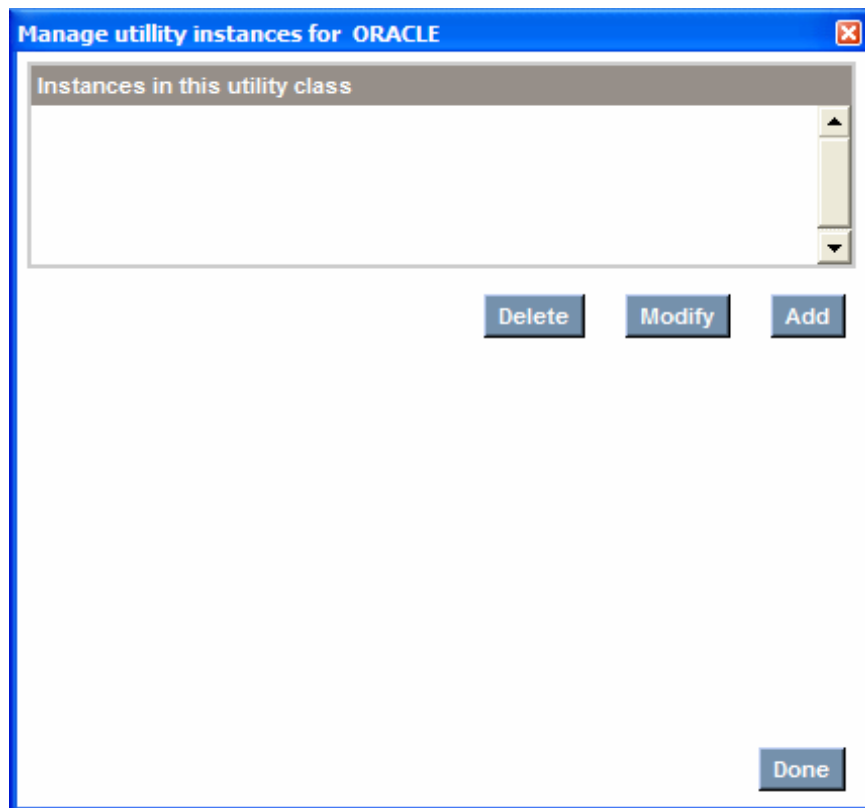 Manage utillity instances for ORACLE
Instances in this utility class
Delete Modify Add
Done